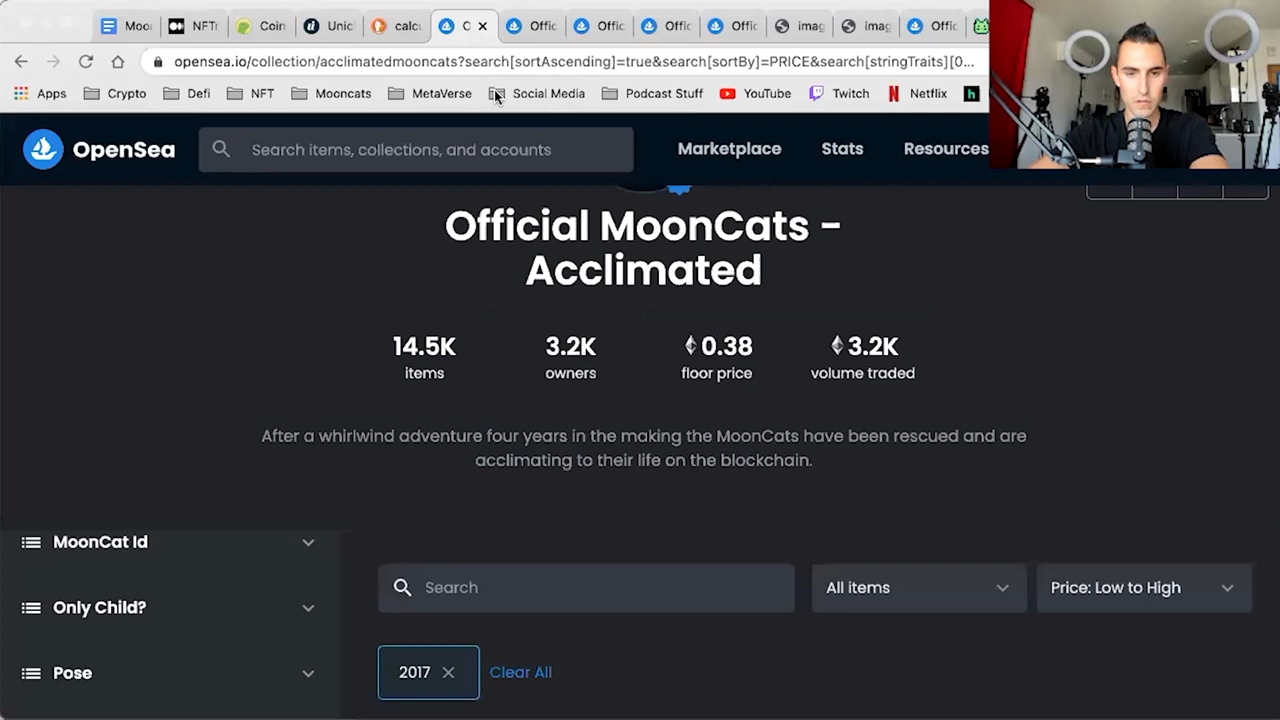 Moo NFTr Coin Unic calcu O Offic Offic Offic Offic imag imag Offic
opensea.io/collection/acclimatedmooncats?search[sortAscending]=true&search[sortBy]=PRICE&search[stringTraits][0...
Apps Crypto Defi NFT Mooncats MetaVerse Social Media Podcast Stuff YouTube Twitch Netflix h
OpenSea Search items, collections, and accounts Marketplace Stats Resources
Official MoonCats -
Acclimated
14.5K 3.2K 0.38 3.2K
items owners floor price volume traded
After a whirlwind adventure four years in the making the MoonCats have been rescued and are
acclimating to their life on the blockchain.
MoonCat Id
Search All items Price: Low to High
Only Child?
Pose 2017 Clear All